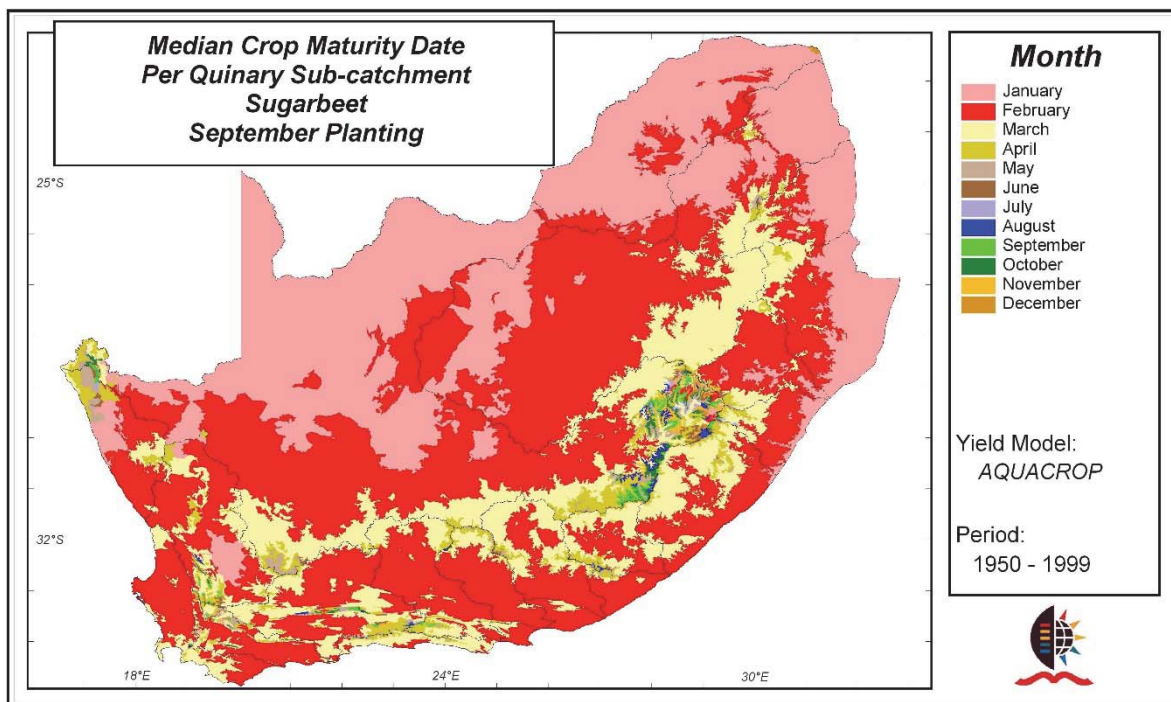 Median Crop Maturity Date
Per Quinary Sub-catchment
Sugarbeet
September Planting
Month
January
February
March
April
May
June
July
August
September
October
November
December
Yield Model:
AQUACROP
Period:
1950 - 1999
25°S
32°S
18°E
24°E
30°E